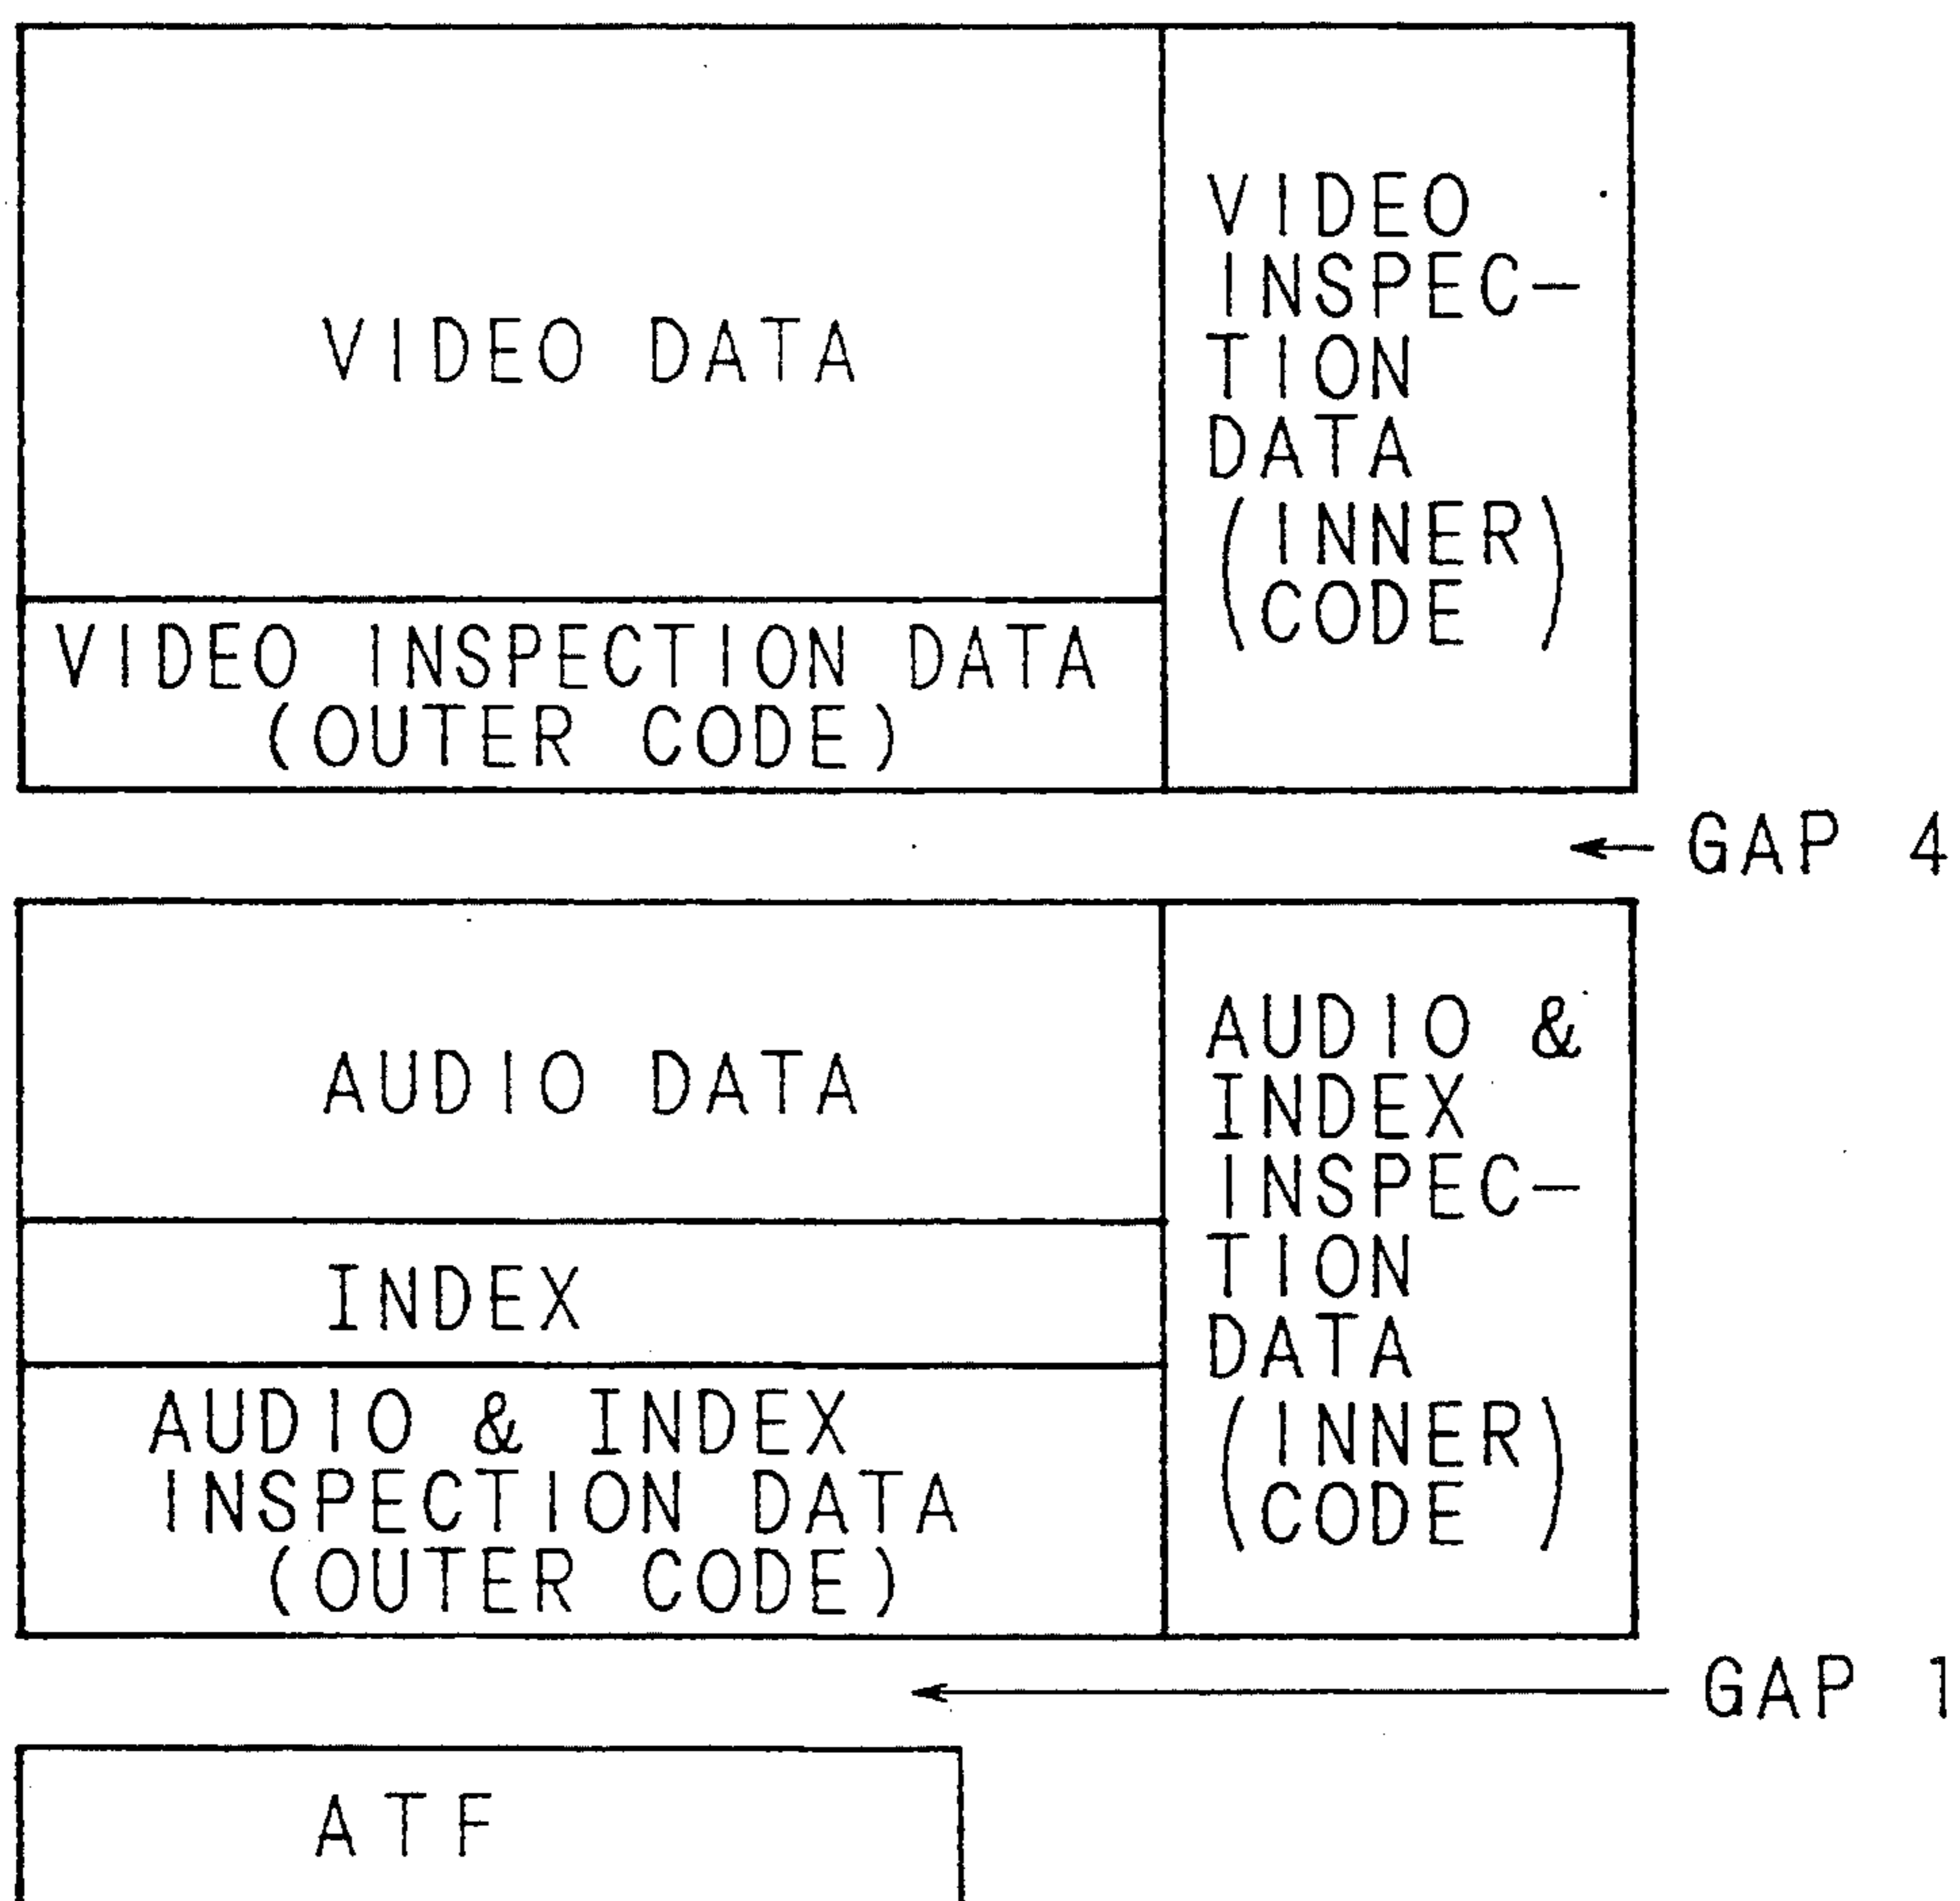 VIDEO DATA
VIDEO INSPECTION DATA
(OUTER CODE)
VIDEO
INSPEC-
TION
DATA
(INNER
CODE)
GAP 4
AUDIO DATA
INDEX
AUDIO & INDEX
INSPECTION DATA
(OUTER CODE)
AUDIO &
INDEX
INSPEC-
TION
DATA
(INNER
CODE)
GAP 1
ATF